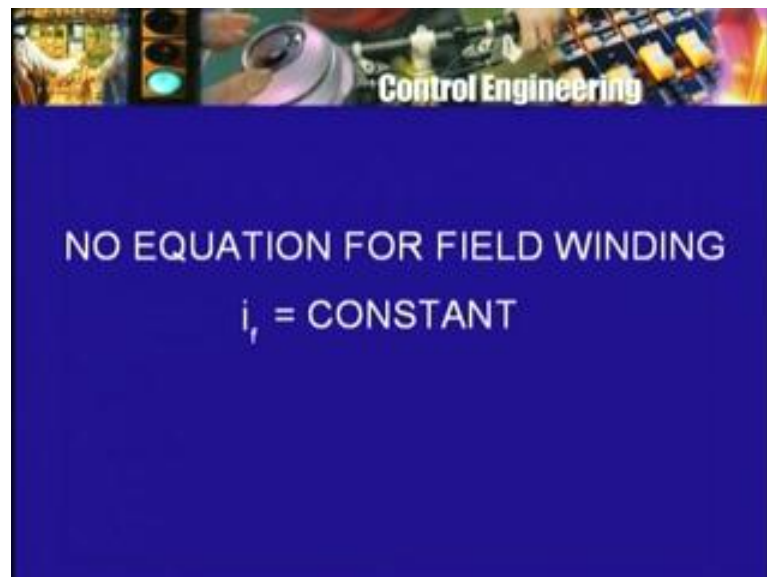 Control Engineering
NO EQUATION FOR FIELD WINDING
i_f = CONSTANT